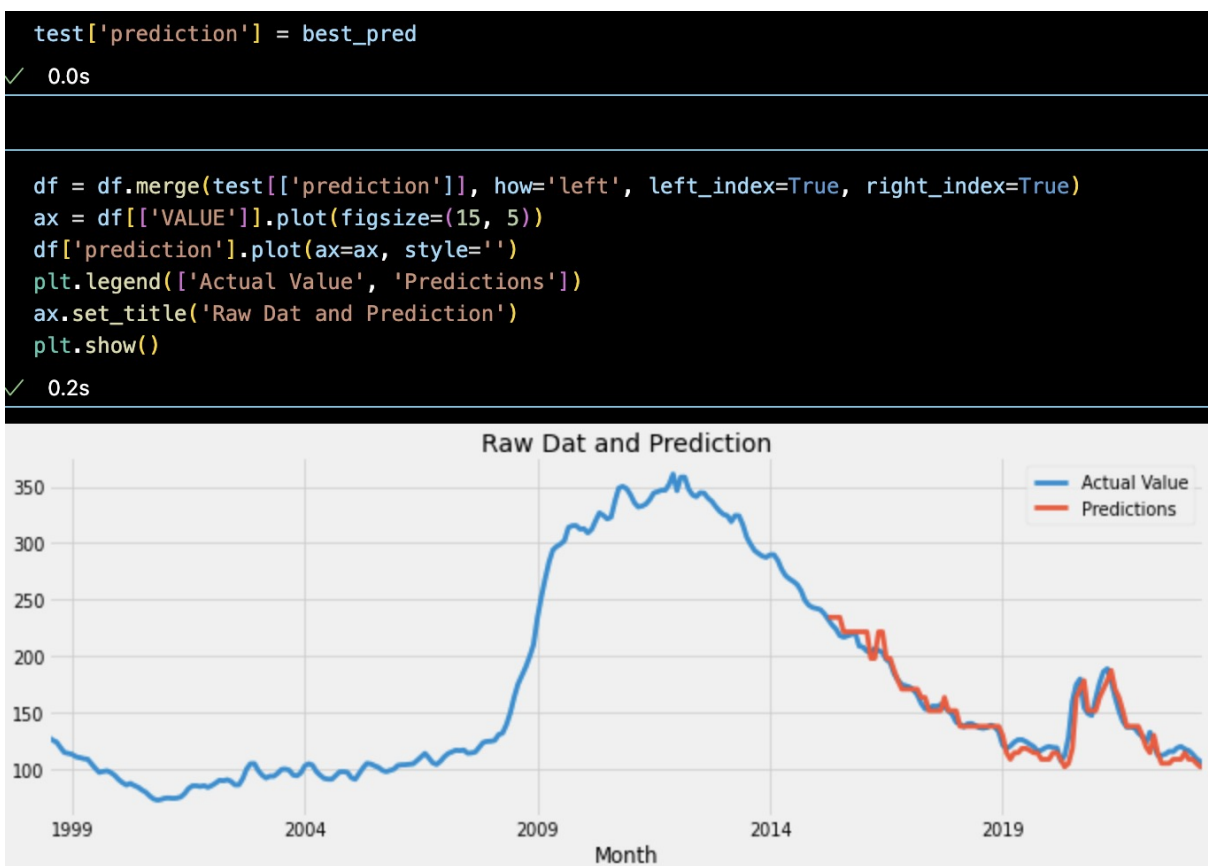 test['prediction'] = best_pred
0.0s
df = df.merge(test[['prediction']], how='left', left_index=True, right_index=True)
ax = df[['VALUE']].plot(figsize=(15, 5))
df['prediction'].plot(ax=ax, style='')
plt.legend(['Actual Value', 'Predictions'])
ax.set_title('Raw Dat and Prediction')
plt.show()
0.2s
Raw Dat and Prediction
Actual Value
Predictions
350
300
250
200
150
100
1999 2004 2009 2014 2019
Month